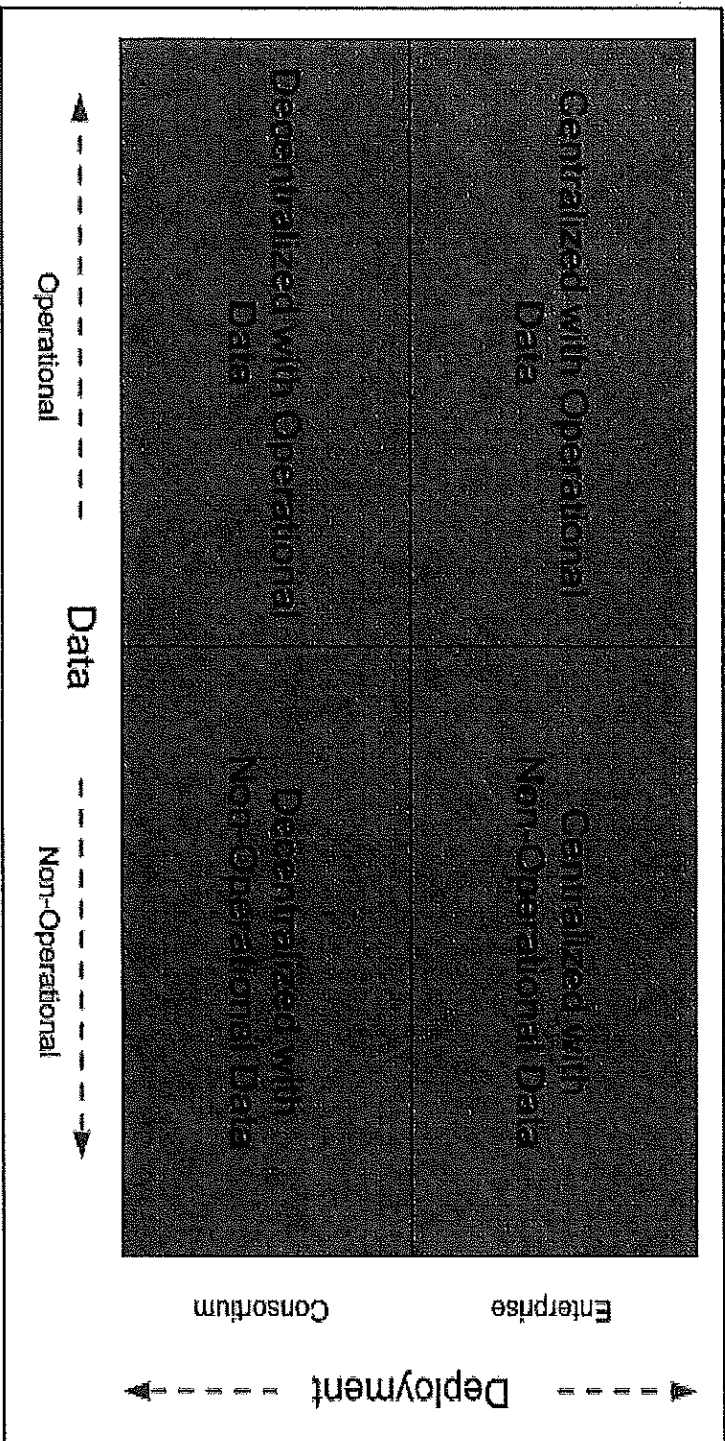 Centralized with Operational
Data
Centralized with
Non-Operational Data
Decentralized with Operational
Data
Decentralized with
Non-Operational Data
Enterprise
Deployment
Consortium
Operational
Data
Non-Operational